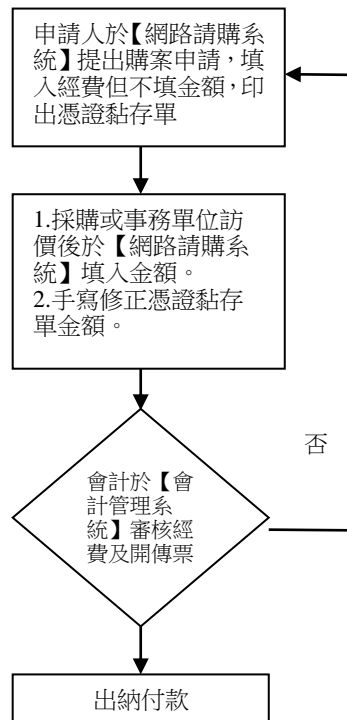 申請人於【網路請購系
統】提出購案申請，填
入經費但不填金額，印
出憑證黏存單
1.採購或事務單位訪
價後於【網路請購系
統】填入金額。
2.手寫修正憑證黏存
單金額。
否
會計於【會
計管理系
統】審核經
費及開傳票
出納付款